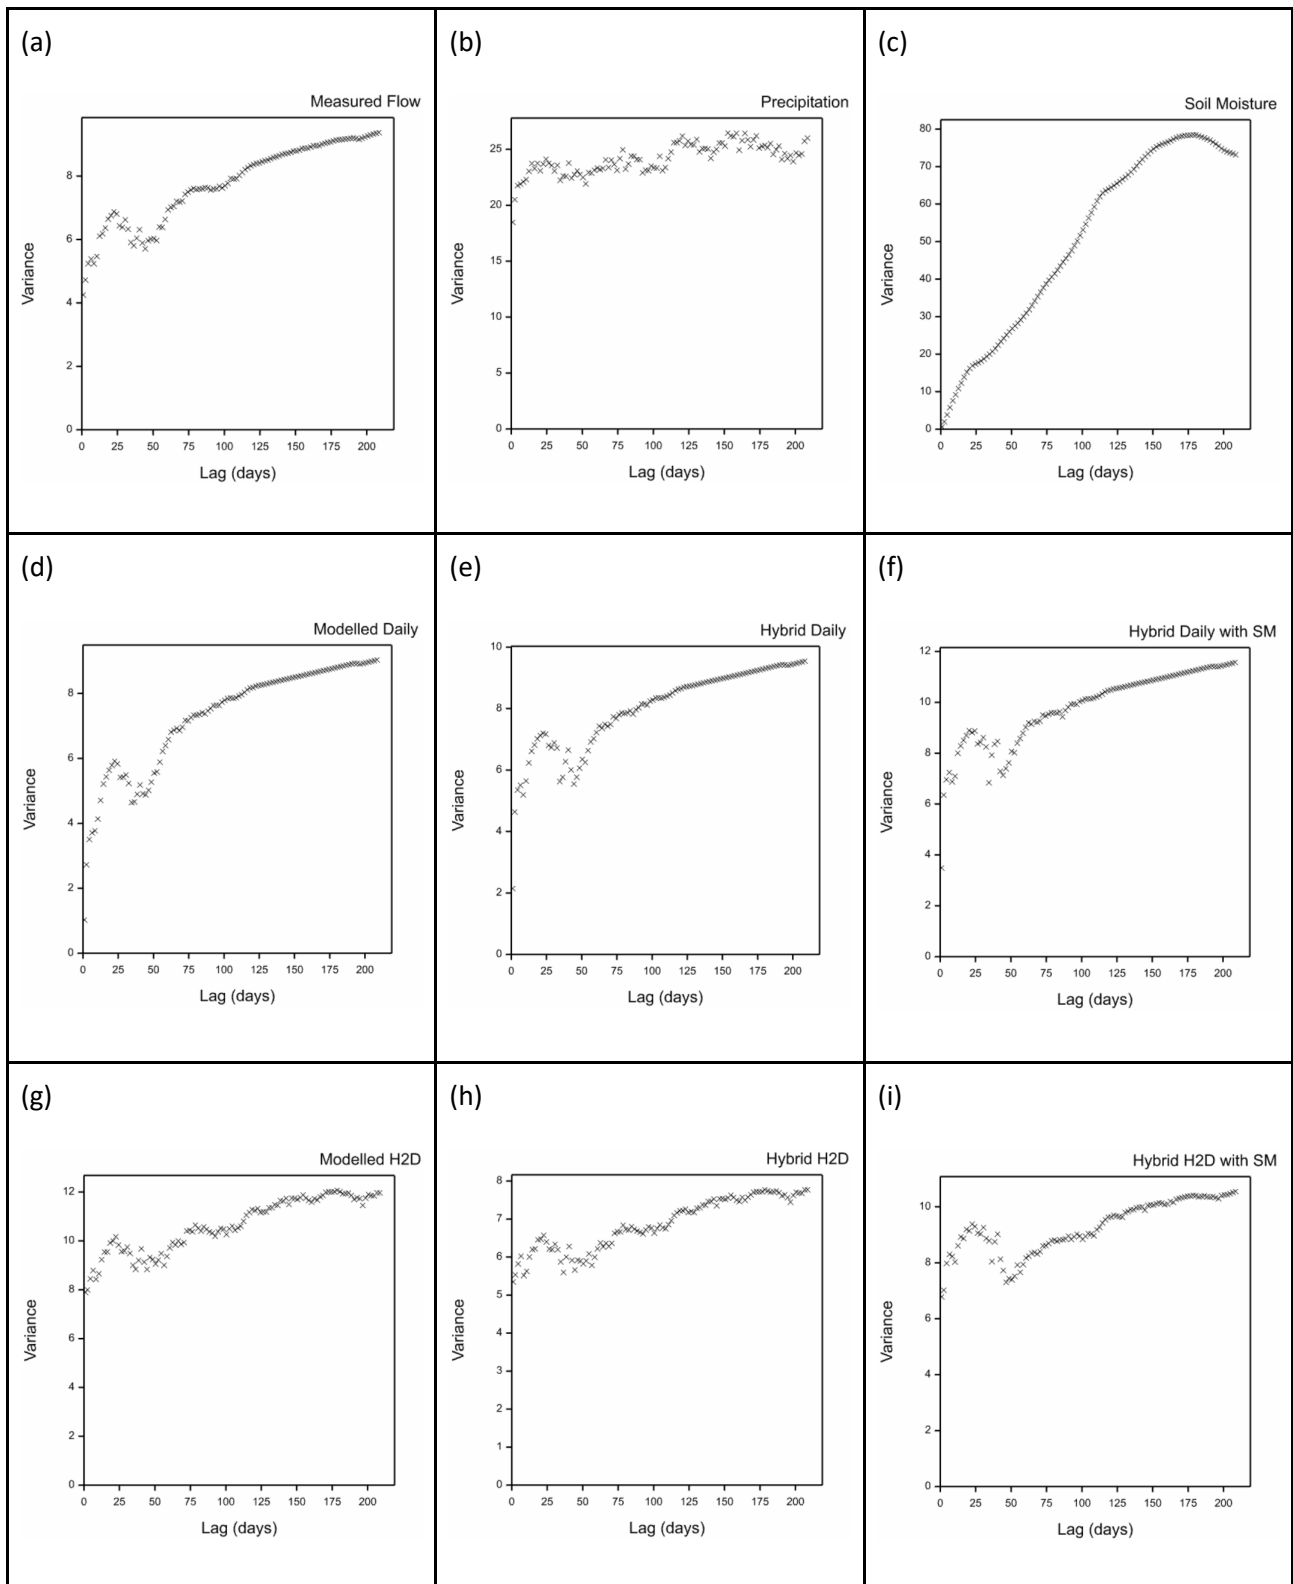 (a)
Measured Flow
Variance
8
6
4
2
0
0 25 50 75 100 125 150 175 200
Lag (days)
(b)
Precipitation
Variance
25
20
15
10
5
0
0 25 50 75 100 125 150 175 200
Lag (days)
(c)
Soil Moisture
Variance
80
70
60
50
40
30
20
10
0
0 25 50 75 100 125 150 175 200
Lag (days)
(d)
Modelled Daily
Variance
8
6
4
2
0
0 25 50 75 100 125 150 175 200
Lag (days)
(e)
Hybrid Daily
Variance
10
8
6
4
2
0
0 25 50 75 100 125 150 175 200
Lag (days)
(f)
Hybrid Daily with SM
Variance
12
10
8
6
4
2
0
0 25 50 75 100 125 150 175 200
Lag (days)
(g)
Modelled H2D
Variance
12
10
8
6
4
2
0
0 25 50 75 100 125 150 175 200
Lag (days)
(h)
Hybrid H2D
Variance
8
7
6
5
4
3
2
1
0
0 25 50 75 100 125 150 175 200
Lag (days)
(i)
Hybrid H2D with SM
Variance
10
8
6
4
2
0
0 25 50 75 100 125 150 175 200
Lag (days)